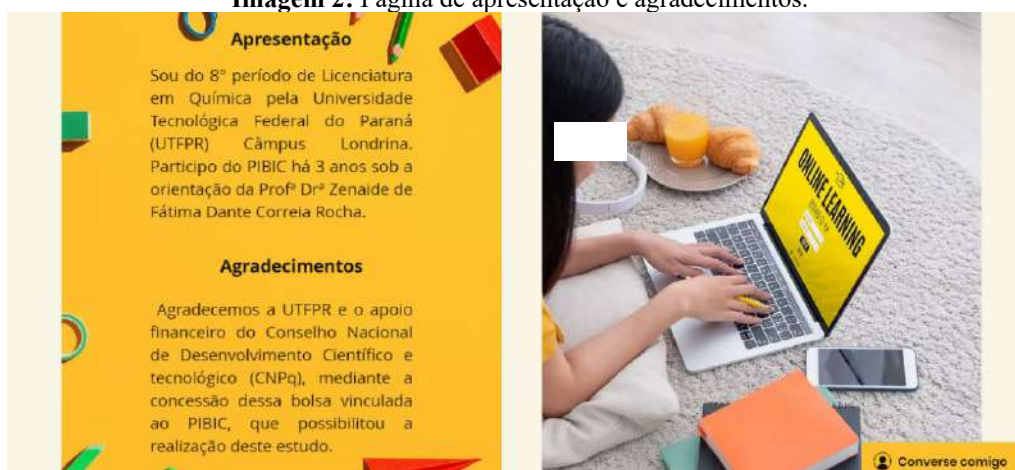 Imagem 2: Página de apresentação e agradecimentos.
Apresentação
Sou do 8º período de Licenciatura
em Química pela Universidade
Tecnológica Federal do Paraná
(UTFPR) Câmpus Londrina.
Participo do PIBIC há 3 anos sob a
orientação da Profª Drª Zenaide de
Fátima Dante Correia Rocha.
Agradecimentos
Agradecemos a UTFPR e o apoio
financeiro do Conselho Nacional
de Desenvolvimento Científico e
tecnológico (CNPq), mediante a
concessão dessa bolsa vinculada
ao PIBIC, que possibilitou a
realização deste estudo.
ONLINE LEARNING
Converse comigo